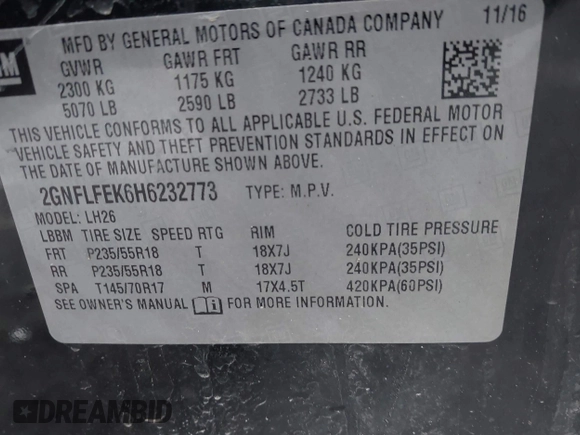 GM
MFD BY GENERAL MOTORS OF CANADA COMPANY 11/16
GVWR GAWR FRT GAWR RR
2300 KG 1175 KG 1240 KG
5070 LB 2590 LB 2733 LB
THIS VEHICLE CONFORMS TO ALL APPLICABLE U.S. FEDERAL MOTOR
VEHICLE SAFETY AND THEFT PREVENTION STANDARDS IN EFFECT ON
THE DATE OF MANUFACTURE SHOWN ABOVE.
2GNFLFEK6H6232773 TYPE: M.P.V.
MODEL: LH26
LBBM TIRE SIZE SPEED RTG RIM COLD TIRE PRESSURE
FRT P235/55R18 T 18X7J 240KPA(35PSI)
RR P235/55R18 T 18X7J 240KPA(35PSI)
SPA T145/70R17 M 17X4.5T 420KPA(60PSI)
SEE OWNER'S MANUAL FOR MORE INFORMATION.
DREAMBID